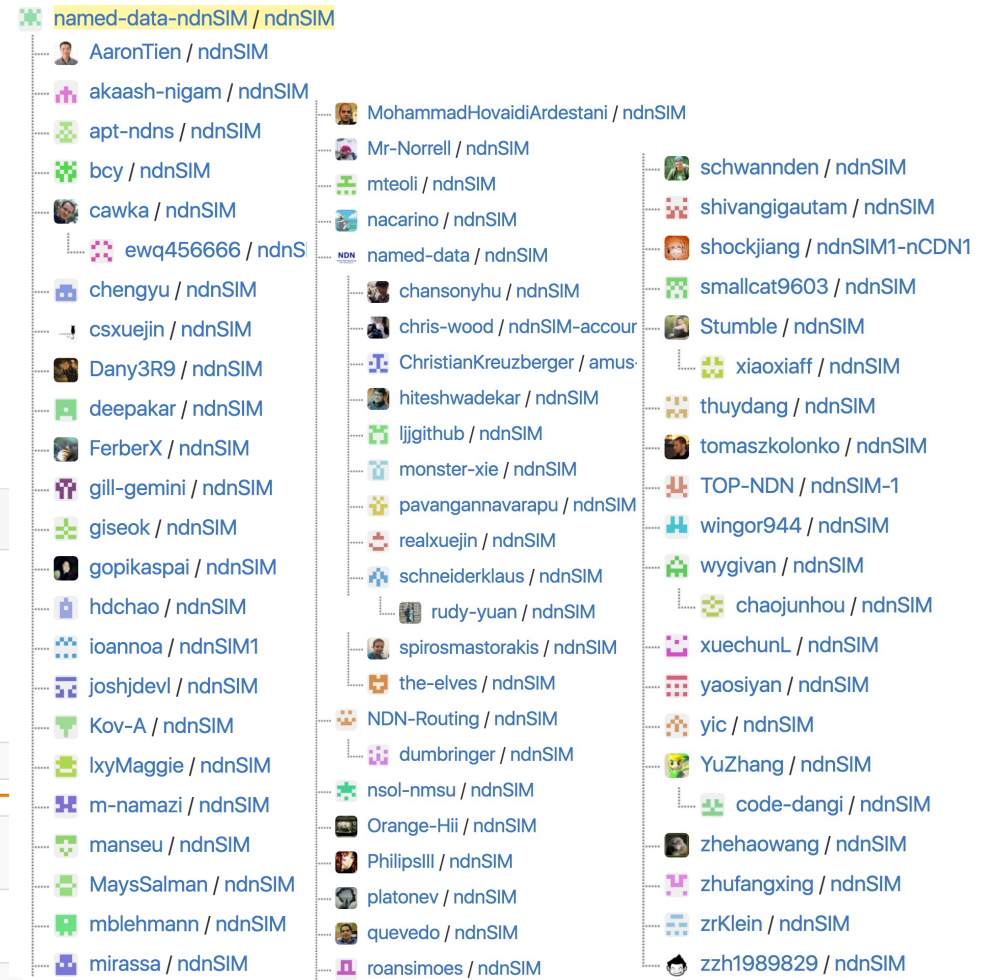 named-data-ndnSIM / ndnSIM
AaronTien / ndnSIM
akaash-nigam / ndnSIM
apt-ndns / ndnSIM
bcy / ndnSIM
cawka / ndnSIM
ewq456666 / ndnS
chengyu / ndnSIM
csxuejin / ndnSIM
Dany3R9 / ndnSIM
deepakar / ndnSIM
FerberX / ndnSIM
gill-gemini / ndnSIM
giseok / ndnSIM
gopikaspai / ndnSIM
hdchao / ndnSIM
ioannoa / ndnSIM1
joshjdevl / ndnSIM
Kov-A / ndnSIM
lxyMaggie / ndnSIM
m-namazi / ndnSIM
manseu / ndnSIM
MaysSalman / ndnSIM
mblehmann / ndnSIM
mirassa / ndnSIM
MohammadHovaidiArdestani / ndnSIM
Mr-Norrell / ndnSIM
mteoli / ndnSIM
nacarino / ndnSIM
NDN named-data / ndnSIM
chansonyhu / ndnSIM
chris-wood / ndnSIM-accour
ChristianKreuzberger / amus-
hiteshwadekar / ndnSIM
ljjgithub / ndnSIM
monster-xie / ndnSIM
pavangannavarapu / ndnSIM
realxuejin / ndnSIM
schneiderklaus / ndnSIM
rudy-yuan / ndnSIM
spirosmastorakis / ndnSIM
the-elves / ndnSIM
NDN-Routing / ndnSIM
dumbringer / ndnSIM
nsol-nmsu / ndnSIM
Orange-Hii / ndnSIM
PhilipsIII / ndnSIM
platonev / ndnSIM
quevedo / ndnSIM
roansimoes / ndnSIM
schwannden / ndnSIM
shivangigautam / ndnSIM
shockjiang / ndnSIM1-nCDN1
smallcat9603 / ndnSIM
Stumble / ndnSIM
xiaoxiaff / ndnSIM
thuydang / ndnSIM
tomaszkolonko / ndnSIM
TOP-NDN / ndnSIM-1
wingor944 / ndnSIM
wygivan / ndnSIM
chaojunhou / ndnSIM
xuechunL / ndnSIM
yaosiyan / ndnSIM
yic / ndnSIM
YuZhang / ndnSIM
code-dangi / ndnSIM
zhehaowang / ndnSIM
zhufangxing / ndnSIM
zrKlein / ndnSIM
zzh1989829 / ndnSIM